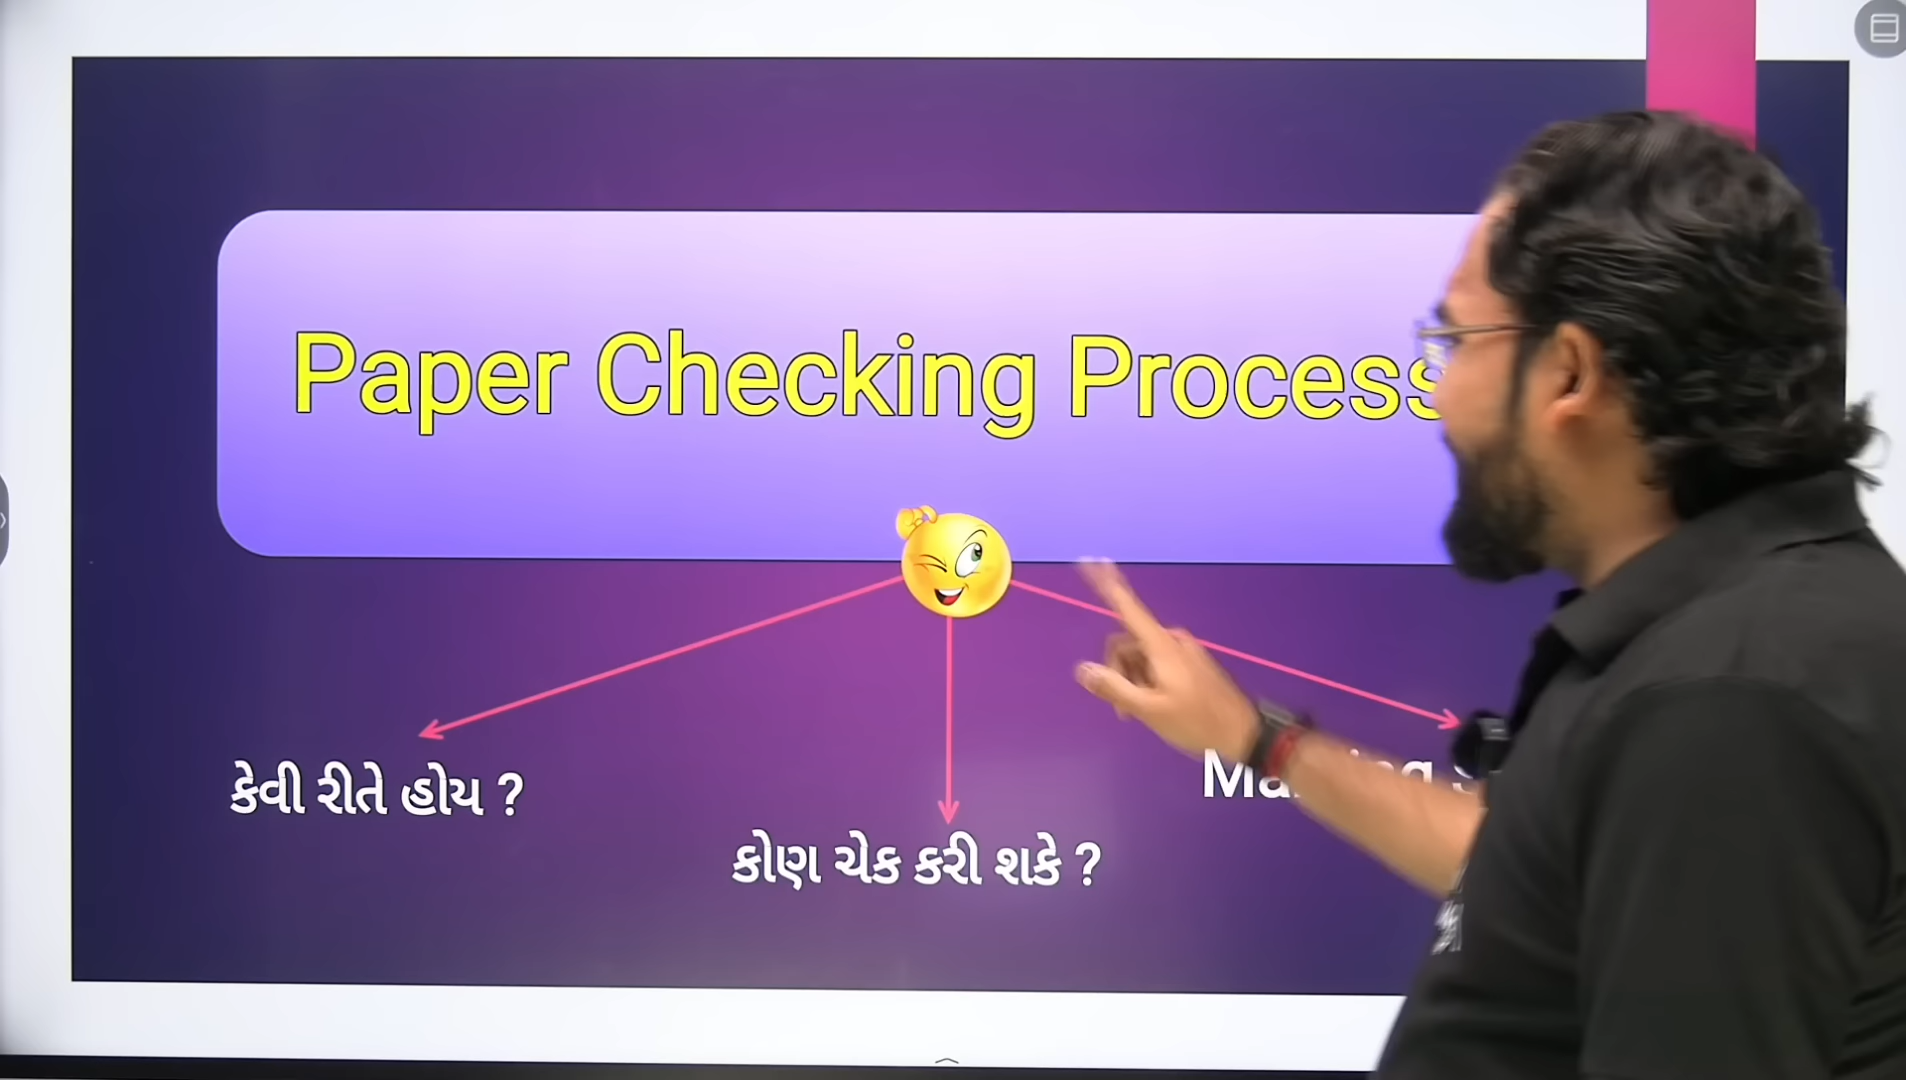 Paper Checking Process
કેવી રીતે હોય ?
કોણ ચેક કરી શકે ?